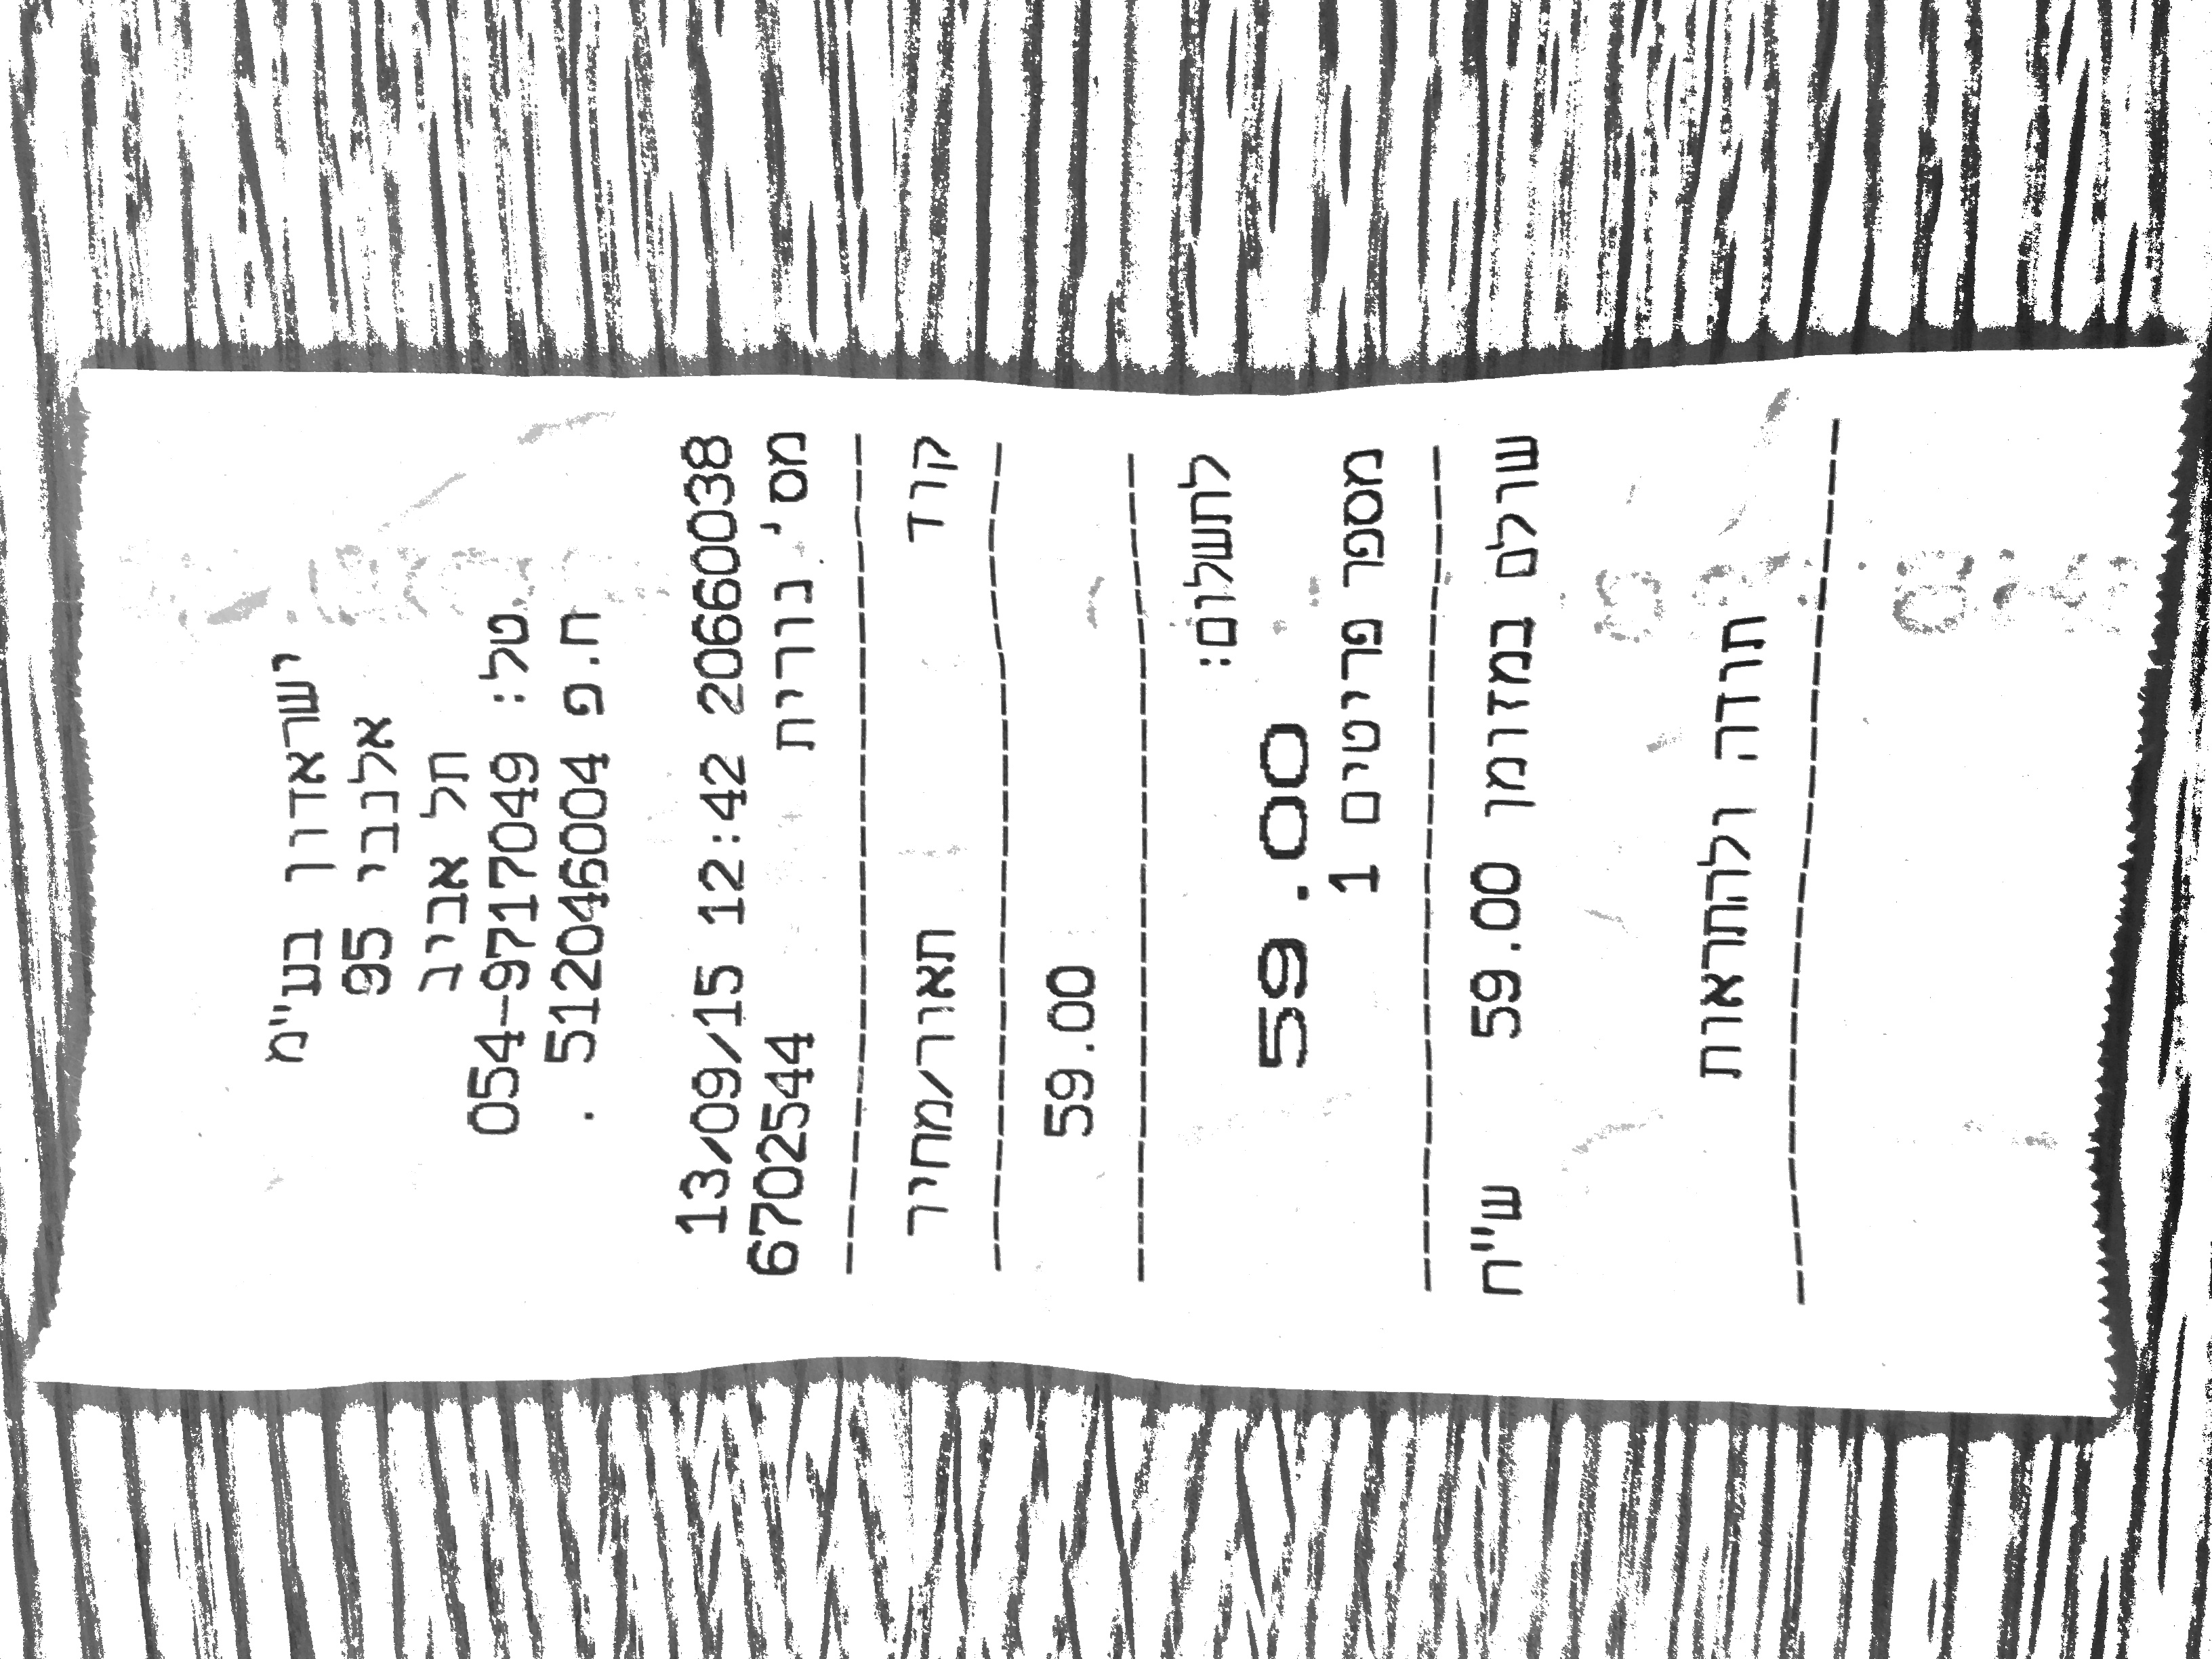 ישראדון בע"מ
אלנבי 95
תל אביב
טל: 054-9717049
ח.פ 512046004 .
13/09/15 12:42 20660038
מס' נורית 6702544
קוד תאור/מחיר
59.00
לתשלום:
59.00
מספר פריטים 1
שולם במזומן 59.00 ש"ח
תודה ולהתראות